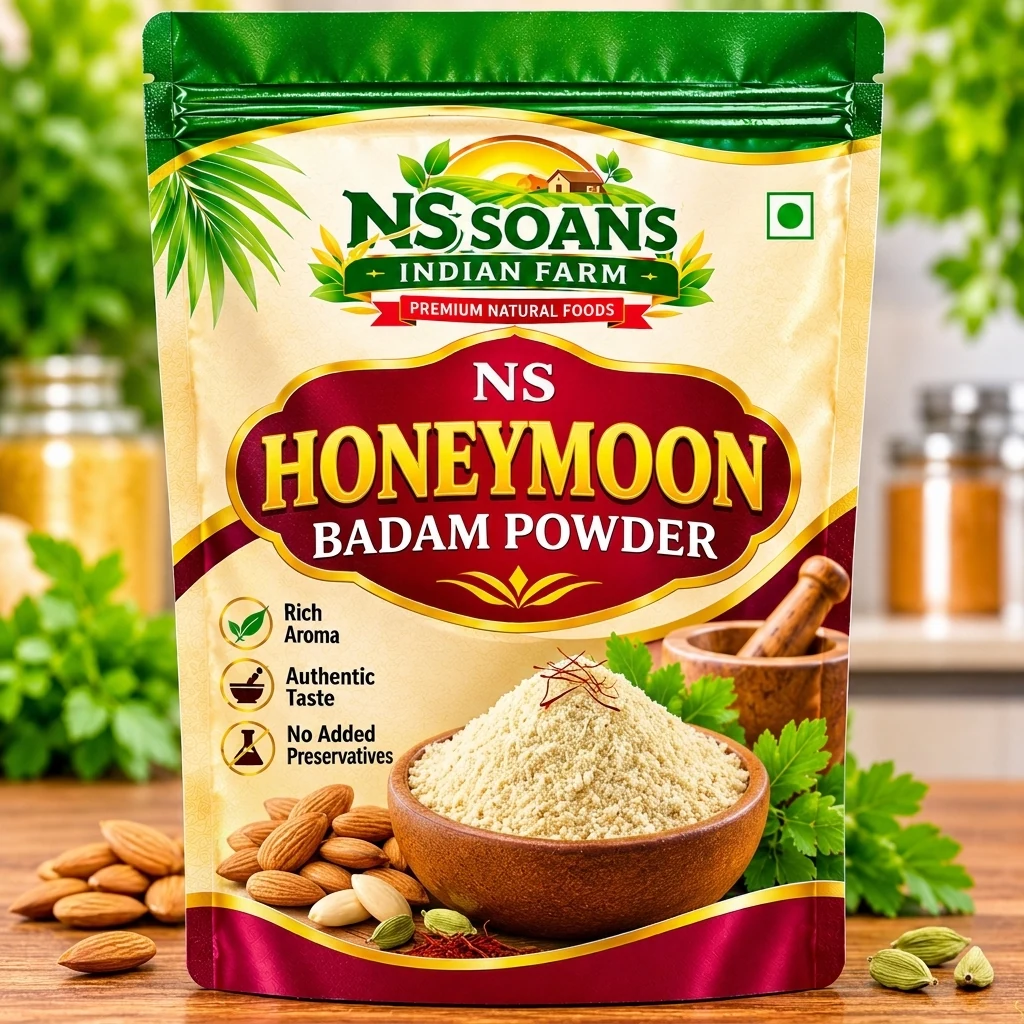 NS SOANS
INDIAN FARM
PREMIUM NATURAL FOODS
NS
HONEYMOON
BADAM POWDER
Rich
Aroma
Authentic
Taste
No Added
Preservatives